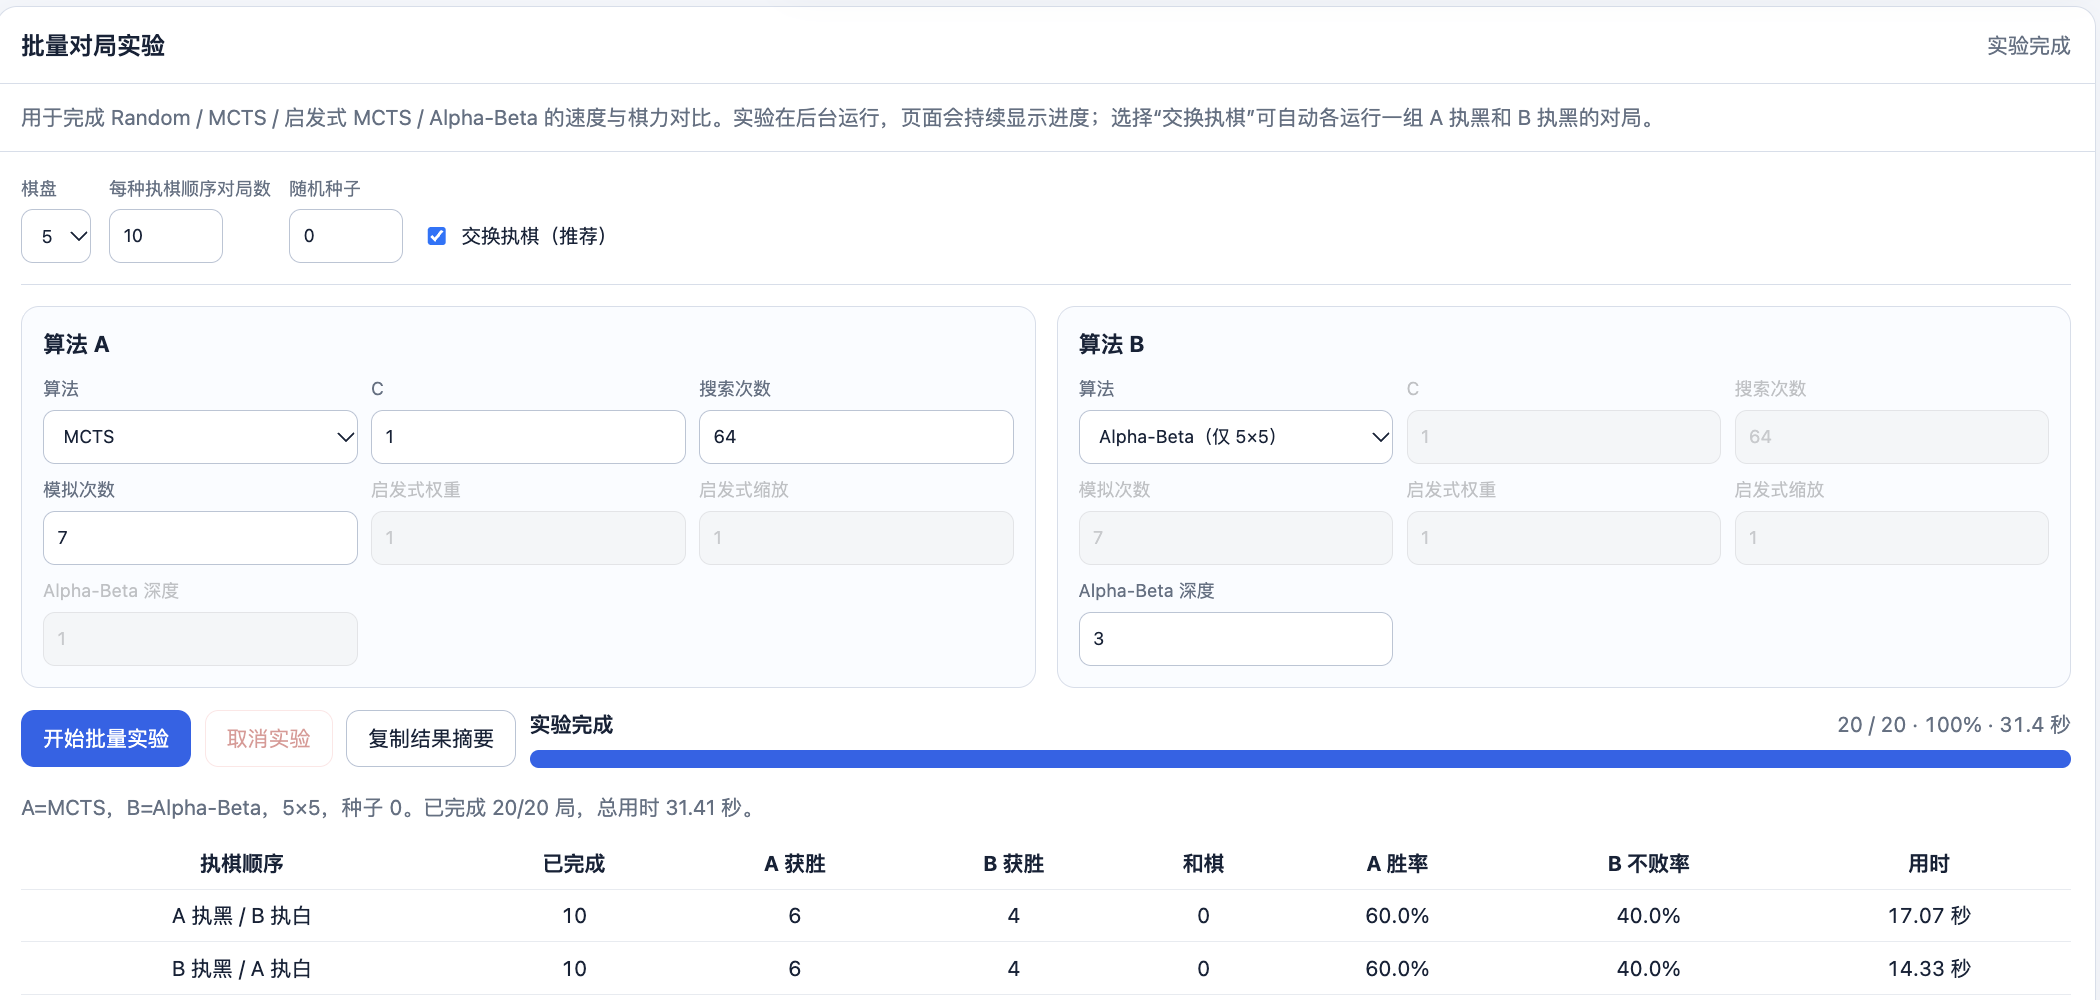 批量对局实验
实验完成
用于完成 Random / MCTS / 启发式 MCTS / Alpha-Beta 的速度与棋力对比。实验在后台运行，页面会持续显示进度；选择“交换执棋”可自动各运行一组 A 执黑和 B 执黑的对局。
棋盘 每种执棋顺序对局数 随机种子
5 10 0 交换执棋（推荐）
算法 A
算法 C 搜索次数
MCTS 1 64
模拟次数 启发式权重 启发式缩放
7 1 1
Alpha-Beta 深度
1
算法 B
算法 C 搜索次数
Alpha-Beta（仅 5×5） 1 64
模拟次数 启发式权重 启发式缩放
7 1 1
Alpha-Beta 深度
3
开始批量实验 取消实验 复制结果摘要
实验完成 20 / 20 · 100% · 31.4 秒
A=MCTS，B=Alpha-Beta，5×5，种子 0。已完成 20/20 局，总用时 31.41 秒。
执棋顺序 已完成 A 获胜 B 获胜 和棋 A 胜率 B 不败率 用时
A 执黑 / B 执白 10 6 4 0 60.0% 40.0% 17.07 秒
B 执黑 / A 执白 10 6 4 0 60.0% 40.0% 14.33 秒